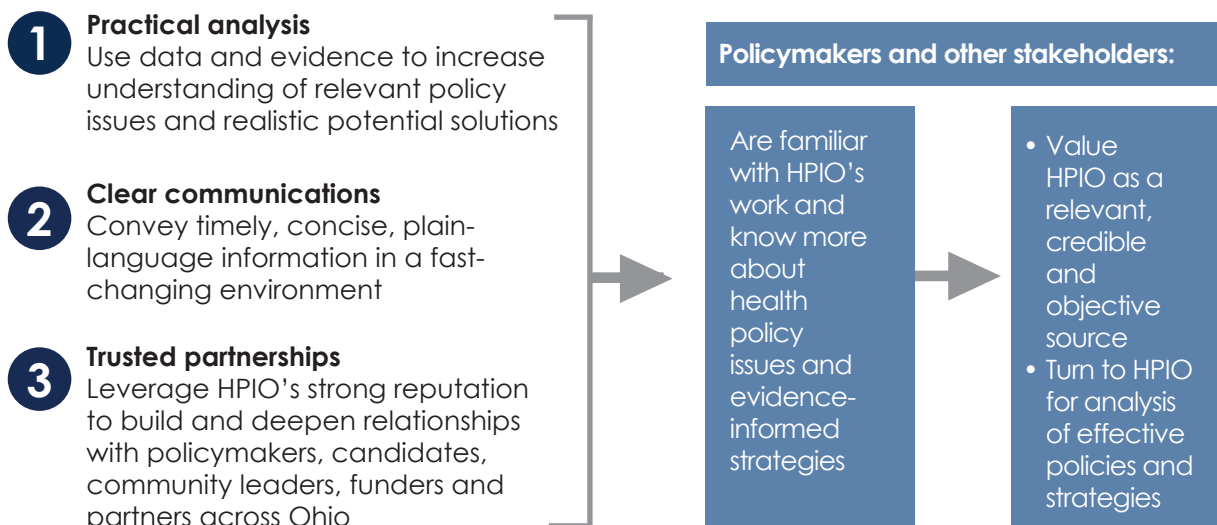 1
Practical analysis
Use data and evidence to increase
understanding of relevant policy
issues and realistic potential solutions
2
Clear communications
Convey timely, concise, plain-
language information in a fast-
changing environment
3
Trusted partnerships
Leverage HPIO’s strong reputation
to build and deepen relationships
with policymakers, candidates,
community leaders, funders and
partners across Ohio
Policymakers and other stakeholders:
Are familiar
with HPIO’s
work and
know more
about
health
policy
issues and
evidence-
informed
strategies
• Value
HPIO as a
relevant,
credible
and
objective
source
• Turn to HPIO
for analysis
of effective
policies and
strategies